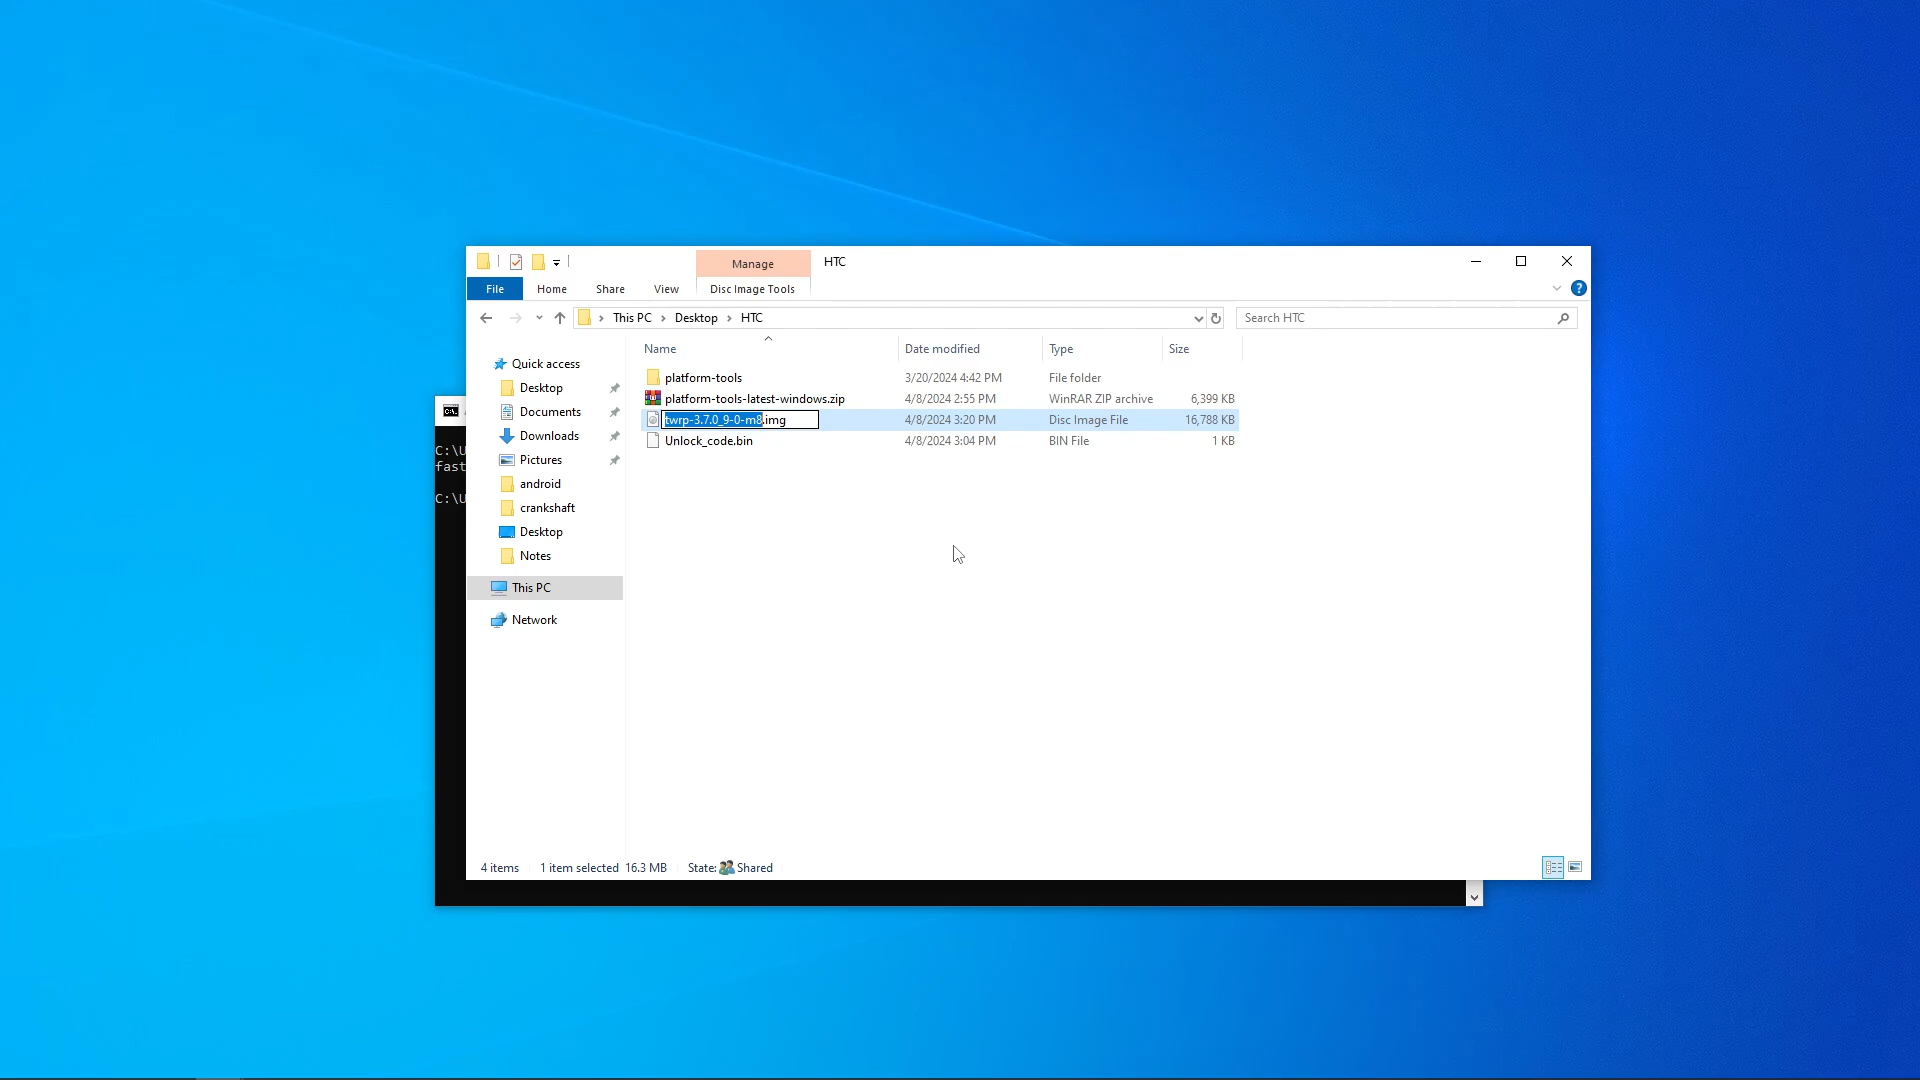 Manage
HTC
File
Home
Share
View
Disc Image Tools
This PC
Desktop
HTC
Search HTC
Name
Date modified
Type
Size
Quick access
Desktop
Documents
Downloads
Pictures
android
crankshaft
Desktop
Notes
This PC
Network
platform-tools 3/20/2024 4:42 PM File folder
platform-tools-latest-windows.zip 4/8/2024 2:55 PM WinRAR ZIP archive 6,399 KB
twrp-3.7.0_9-0-m8.img 4/8/2024 3:20 PM Disc Image File 16,788 KB
Unlock_code.bin 4/8/2024 3:04 PM BIN File 1 KB
C:\U
fast
C:\U
4 items 1 item selected 16.3 MB State: Shared